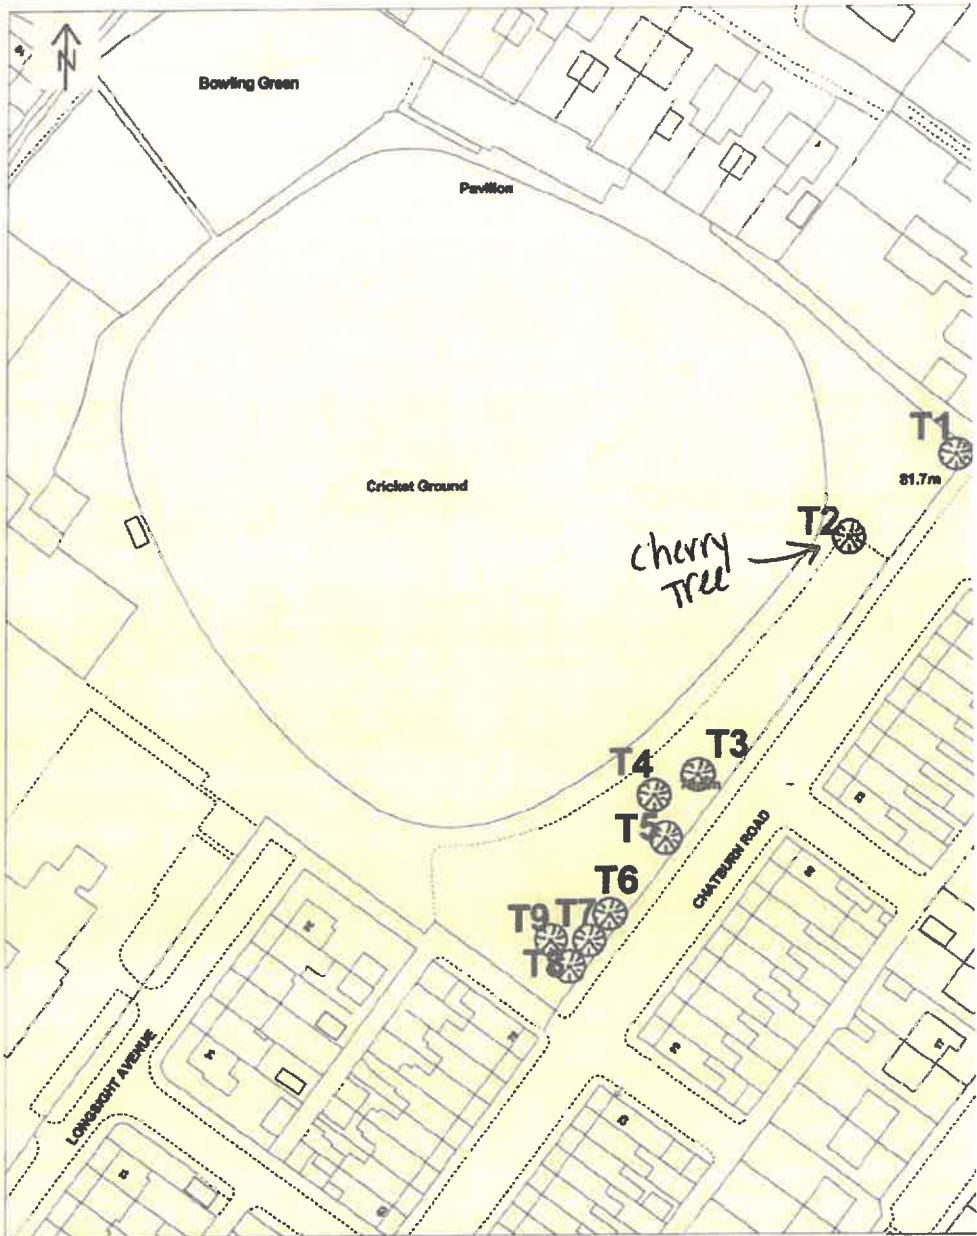 N
Bowling Green
Pavilion
T1
81.7m
Cricket Ground
T2
cherry
Tree
T3
T4
T5
CHATBURN ROAD
T6
T9
T7
T8
LONGSIGHT AVENUE